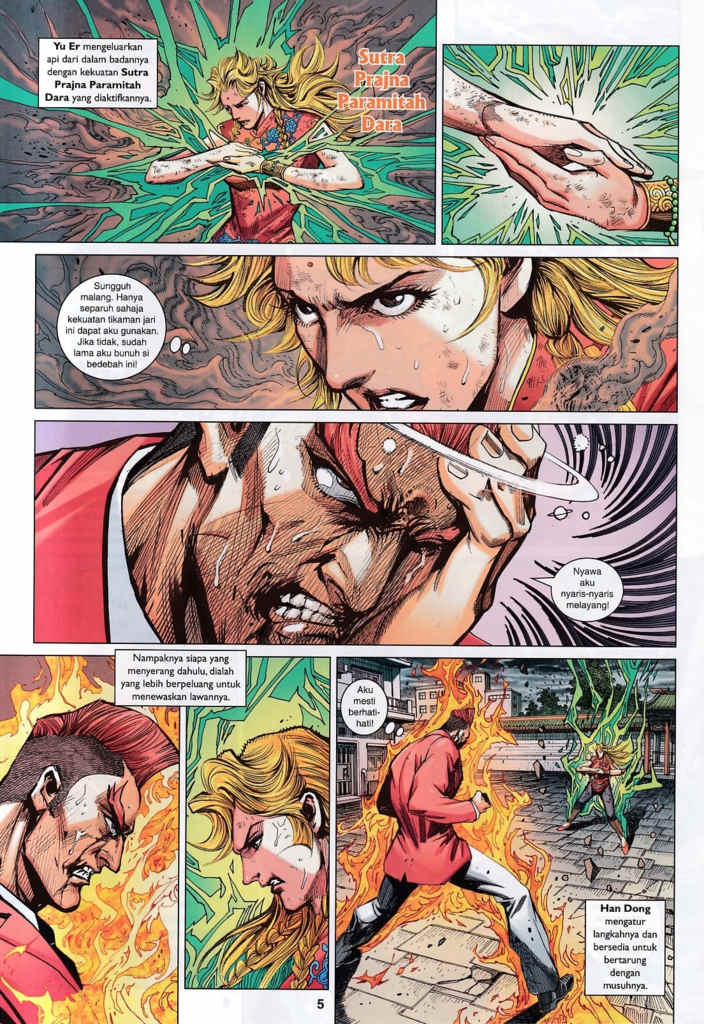 Yu Er mengeluarkan
api dari dalam badannya
dengan kekuatan Sutra
Prajna Paramitah
Dara yang diaktifkannya.
Sutra
Prajna
Paramitah
Dara
Sungguh
malang. Hanya
separuh sahaja
kekuatan tikaman jari
ini dapat aku gunakan.
Jika tidak, sudah
lama aku bunuh si
bedebah ini!
Nyawa
aku
nyaris-nyaris
melayang!
Nampaknya siapa yang
menyerang dahulu, dialah
yang lebih berpeluang untuk
menewaskan lawannya.
Aku
mesti
berhati-
hati!
Han Dong
mengatur
langkahnya dan
bersedia untuk
bertarung
dengan
musuhnya.
5